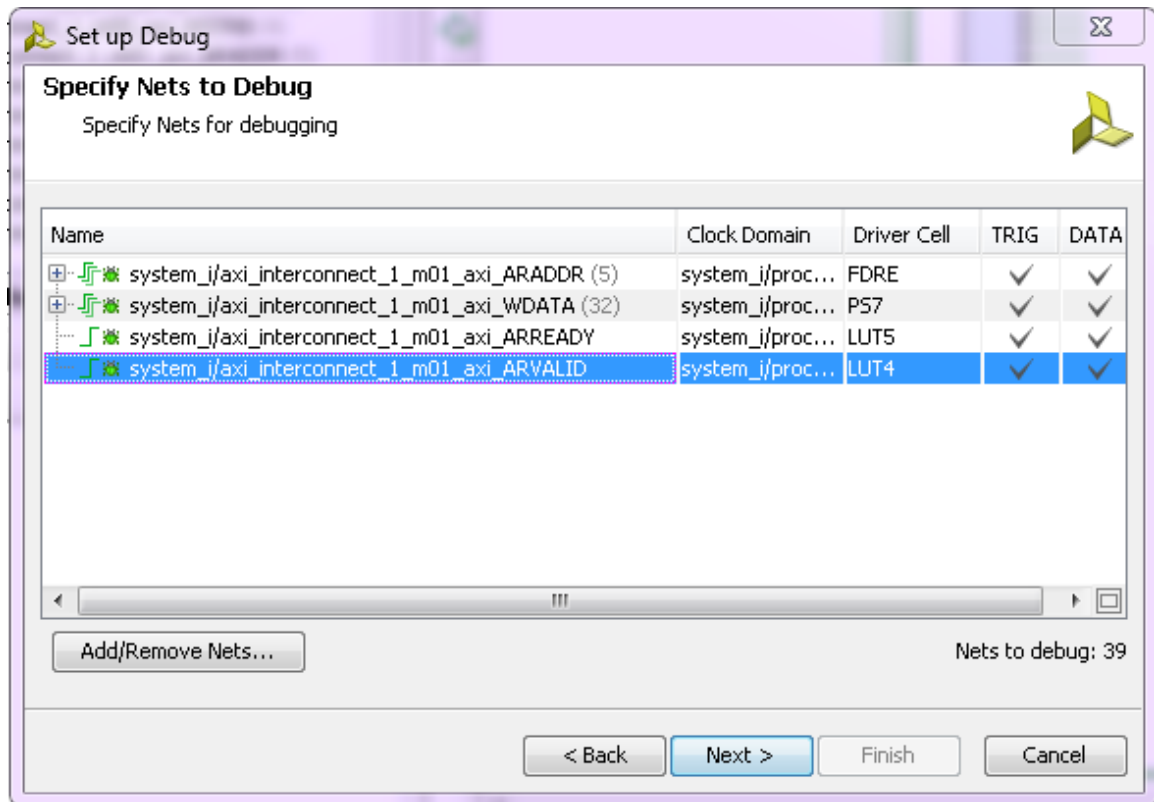 Set up Debug
Specify Nets to Debug
Specify Nets for debugging
Name Clock Domain Driver Cell TRIG DATA
system_i/axi_interconnect_1_m01_axi_ARADDR (5) system_i/proc... FDRE
system_i/axi_interconnect_1_m01_axi_WDATA (32) system_i/proc... PS7
system_i/axi_interconnect_1_m01_axi_ARREADY system_i/proc... LUT5
system_i/axi_interconnect_1_m01_axi_ARVALID system_i/proc... LUT4
Add/Remove Nets... Nets to debug: 39
< Back Next > Finish Cancel